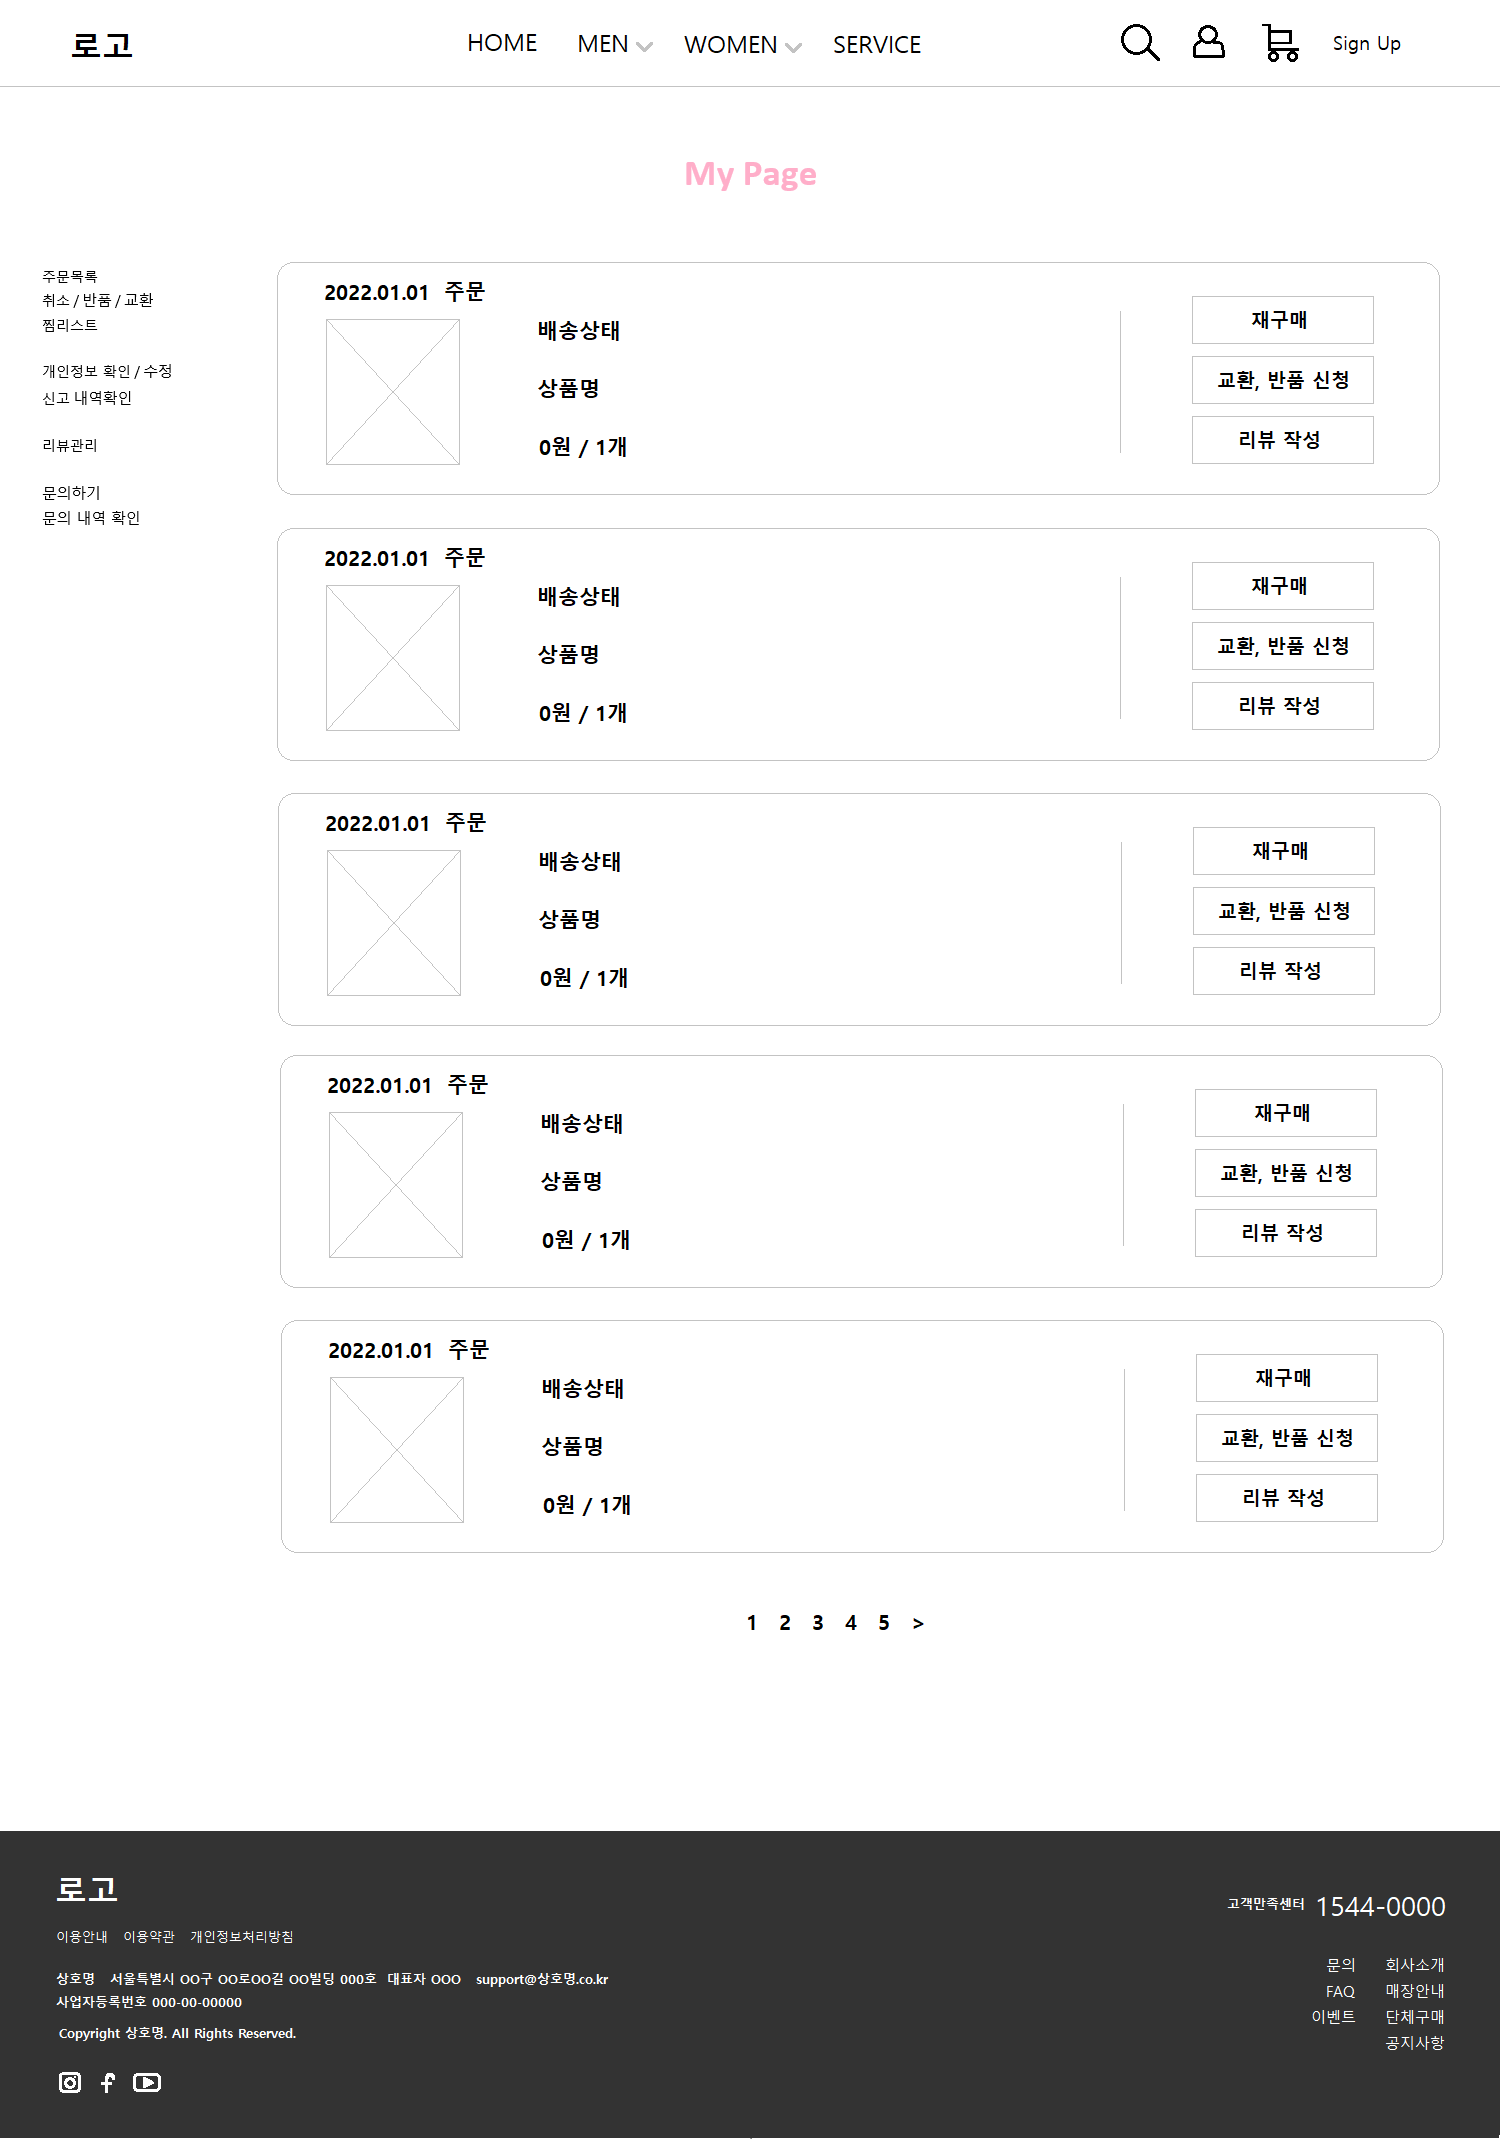 로고
HOME MEN WOMEN SERVICE
Sign Up
My Page
주문목록
취소 / 반품 / 교환
찜리스트
개인정보 확인 / 수정
신고 내역확인
리뷰관리
문의하기
문의 내역 확인
2022.01.01 주문
배송상태
상품명
0원 / 1개
재구매
교환, 반품 신청
리뷰 작성
2022.01.01 주문
배송상태
상품명
0원 / 1개
재구매
교환, 반품 신청
리뷰 작성
2022.01.01 주문
배송상태
상품명
0원 / 1개
재구매
교환, 반품 신청
리뷰 작성
2022.01.01 주문
배송상태
상품명
0원 / 1개
재구매
교환, 반품 신청
리뷰 작성
2022.01.01 주문
배송상태
상품명
0원 / 1개
재구매
교환, 반품 신청
리뷰 작성
1 2 3 4 5 >
로고
이용안내 이용약관 개인정보처리방침
상호명 서울특별시 OO구 OO로OO길 OO빌딩 000호 대표자 OOO support@상호명.co.kr
사업자등록번호 000-00-00000
Copyright 상호명. All Rights Reserved.
고객만족센터 1544-0000
문의 회사소개
FAQ 매장안내
이벤트 단체구매
공지사항